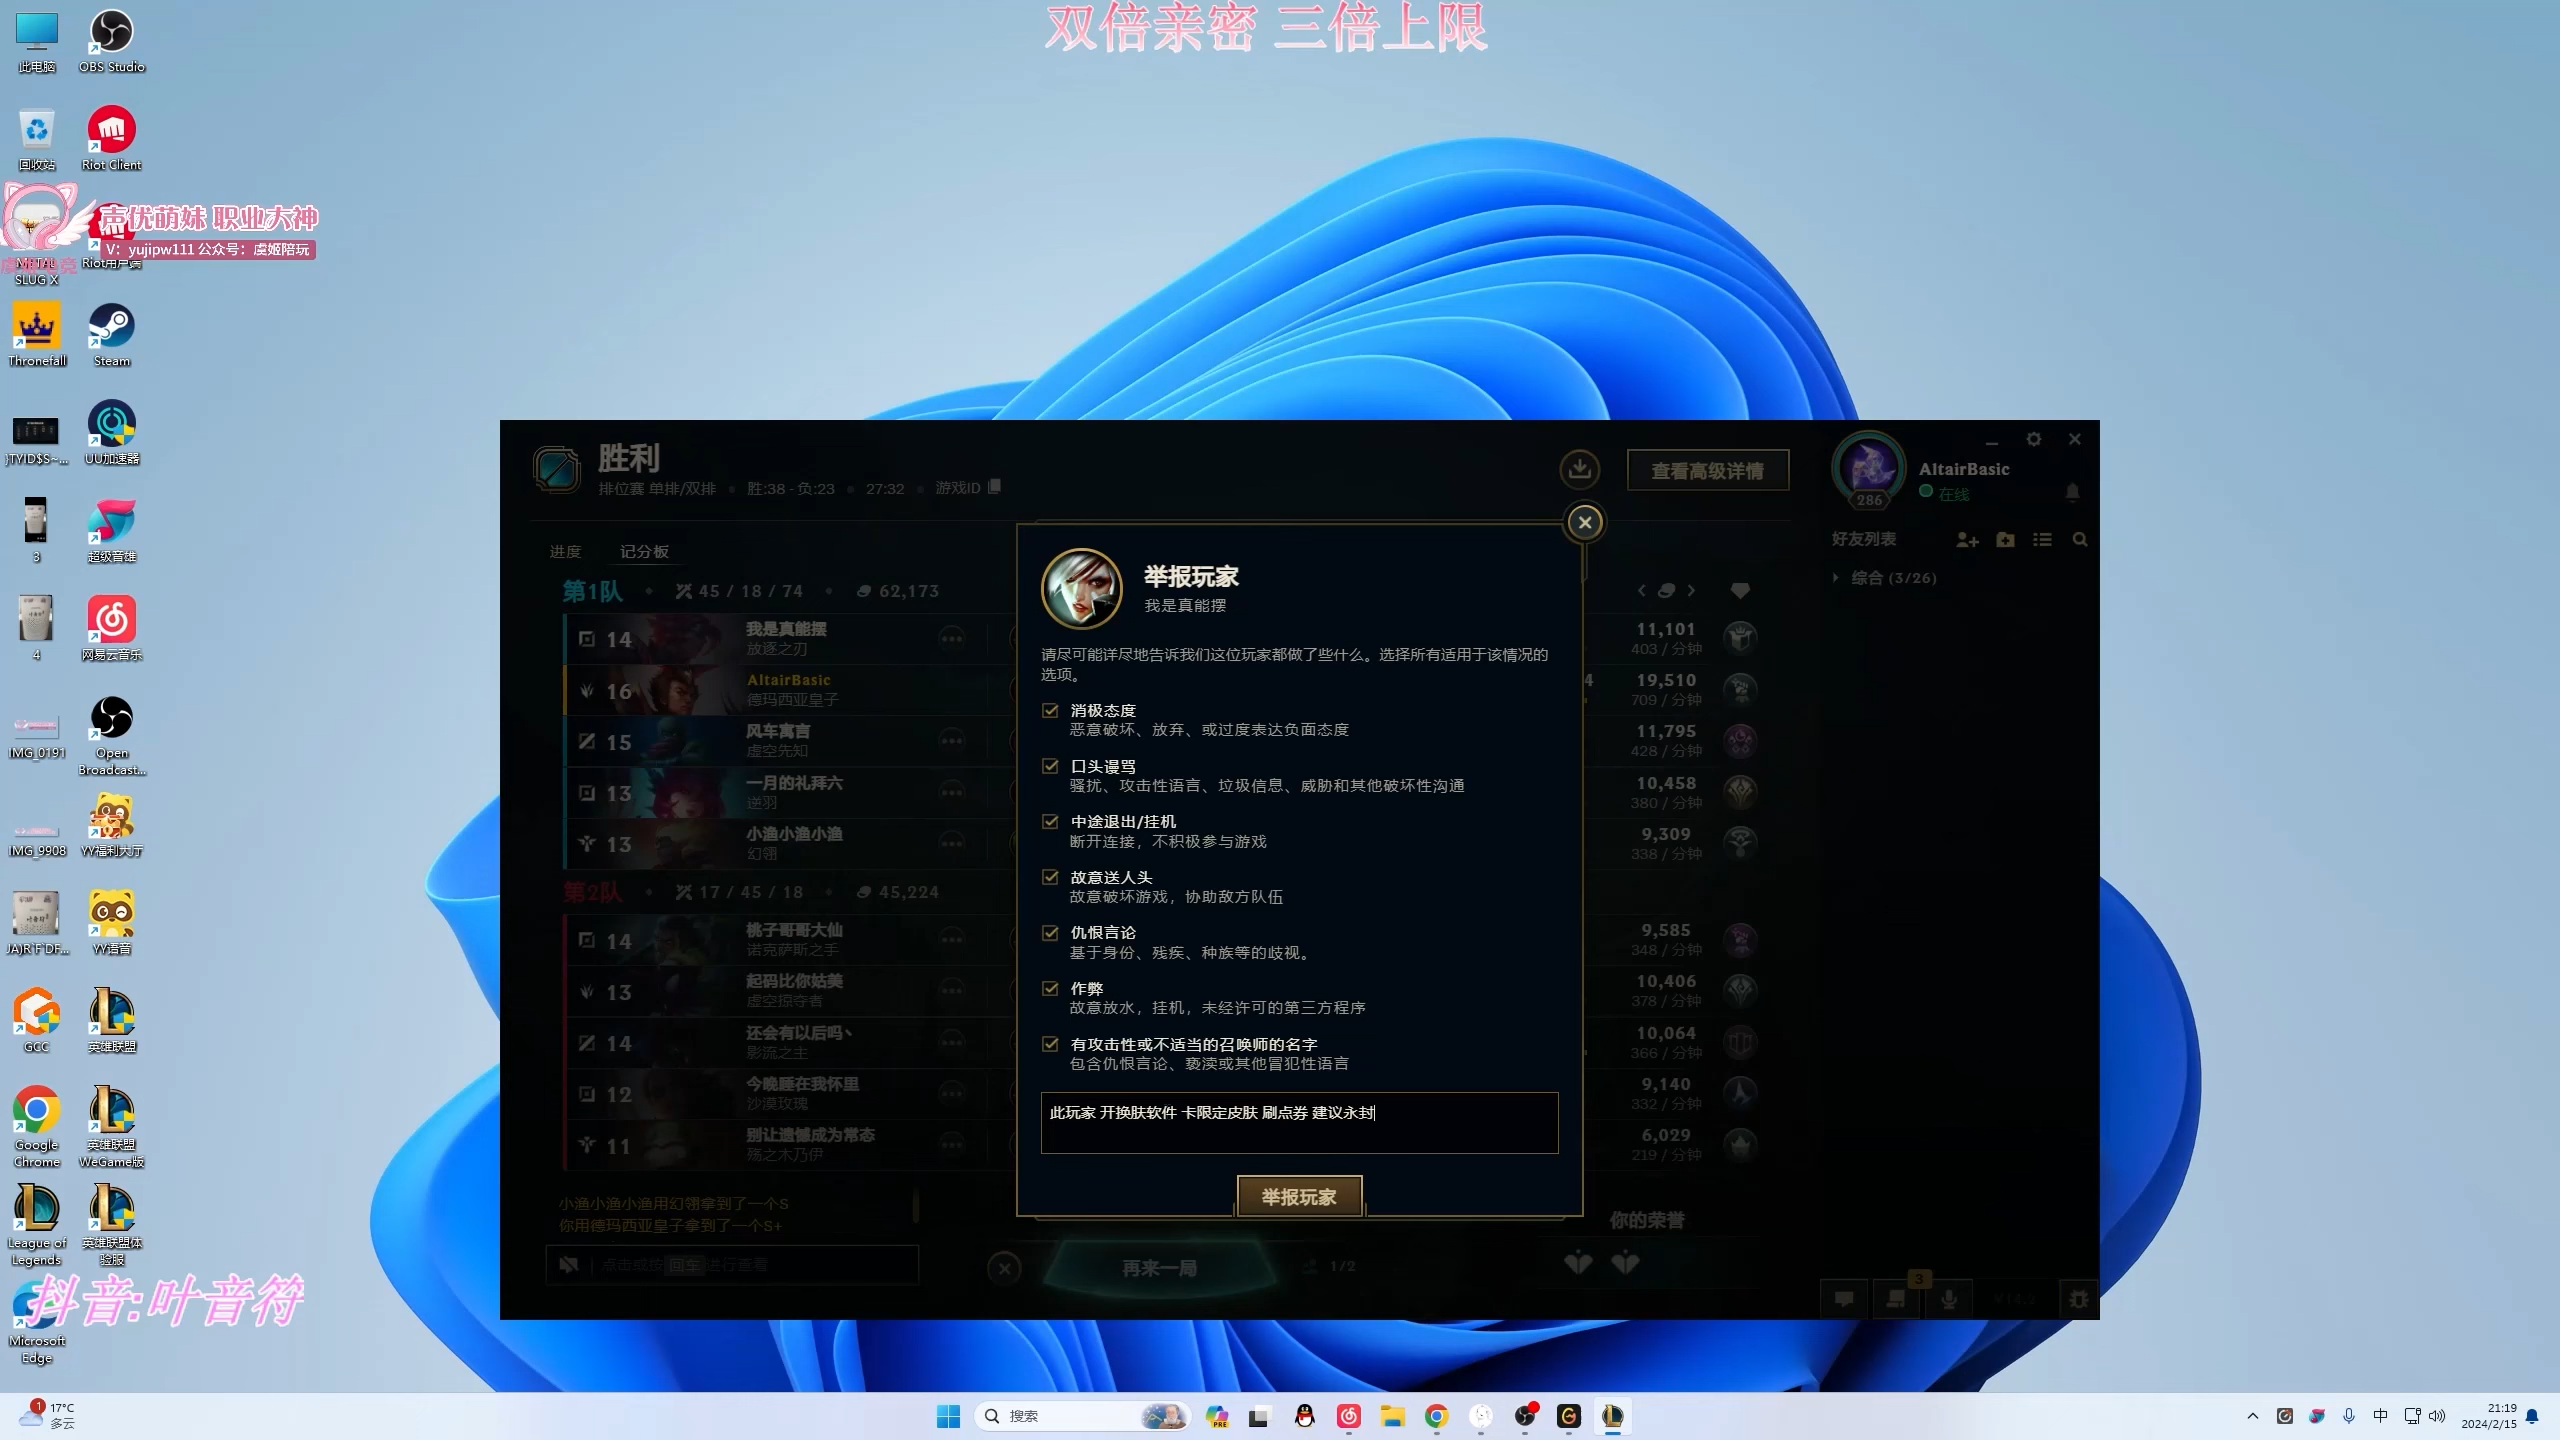 双倍亲密 三倍上限
此电脑
OBS Studio
回收站
Riot Client
声优萌妹 职业大神
V：yujipw111 公众号：虞姬陪玩
SLUG X
Riot用户端
Thronefall
Steam
UU加速器
3
超级音雄
4
网易云音乐
IMG_0191
Open
Broadcast...
IMG_9908
YY福利大厅
YY语音
GCC
英雄联盟
Google
Chrome
英雄联盟
WeGame版
League of
Legends
英雄联盟体
验服
抖音:叶音符
Microsoft
Edge
胜利
排位赛 单排/双排 • 胜:38 - 负:23 • 27:32 • 游戏ID
查看高级详情
286
AltairBasic
在线
好友列表
综合 (3/26)
进度 记分板
第1队 • 45 / 18 / 74 • 62,173
14 我是真能摆 11,101
放逐之刃 403 / 分钟
16 AltairBasic 19,510
德玛西亚皇子 709 / 分钟
15 风车寓言 11,795
虚空先知 428 / 分钟
13 一月的礼拜六 10,458
逆羽 380 / 分钟
13 小渔小渔小渔 9,309
幻翎 338 / 分钟
第2队 • 17 / 45 / 18 • 45,224
14 桃子哥哥大仙 9,585
诺克萨斯之手 348 / 分钟
13 起码比你姑美 10,406
虚空掠夺者 378 / 分钟
14 还会有以后吗丶 10,064
影流之主 366 / 分钟
12 今晚睡在我怀里 9,140
沙漠玫瑰 332 / 分钟
11 别让遗憾成为常态 6,029
殇之木乃伊 219 / 分钟
小渔小渔小渔用幻翎拿到了一个S
你用德玛西亚皇子拿到了一个S+
点击或按 回车 进行查看
再来一局
1/2
你的荣誉
3
举报玩家
我是真能摆
请尽可能详尽地告诉我们这位玩家都做了些什么。选择所有适用于该情况的
选项。
消极态度
恶意破坏、放弃、或过度表达负面态度
口头谩骂
骚扰、攻击性语言、垃圾信息、威胁和其他破坏性沟通
中途退出/挂机
断开连接，不积极参与游戏
故意送人头
故意破坏游戏，协助敌方队伍
仇恨言论
基于身份、残疾、种族等的歧视。
作弊
故意放水，挂机，未经许可的第三方程序
有攻击性或不适当的召唤师的名字
包含仇恨言论、亵渎或其他冒犯性语言
此玩家 开换肤软件 卡限定皮肤 刷点券 建议永封
举报玩家
1
17°C
多云
搜索
PRE
中
21:19
2024/2/15